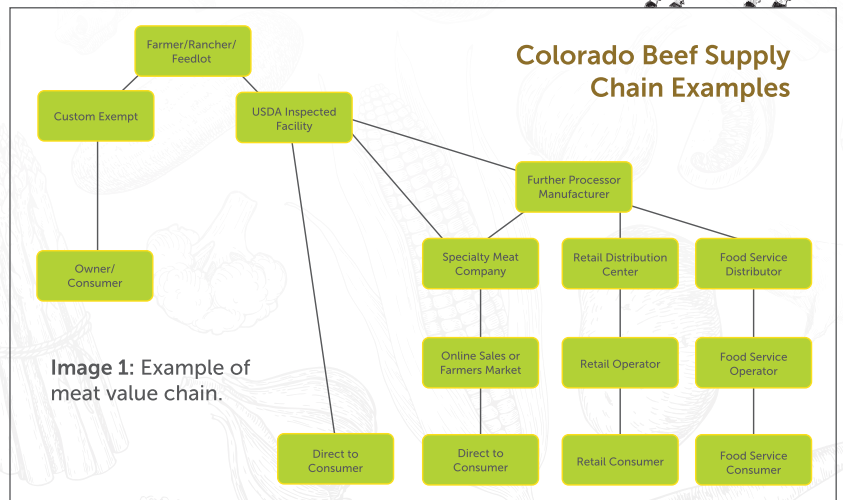 Farmer/Rancher/
Feedlot
Colorado Beef Supply
Chain Examples
Custom Exempt
USDA Inspected
Facility
Further Processor
Manufacturer
Owner/
Consumer
Specialty Meat
Company
Retail Distribution
Center
Food Service
Distributor
Image 1: Example of
meat value chain.
Online Sales or
Farmers Market
Retail Operator
Food Service
Operator
Direct to
Consumer
Direct to
Consumer
Retail Consumer
Food Service
Consumer